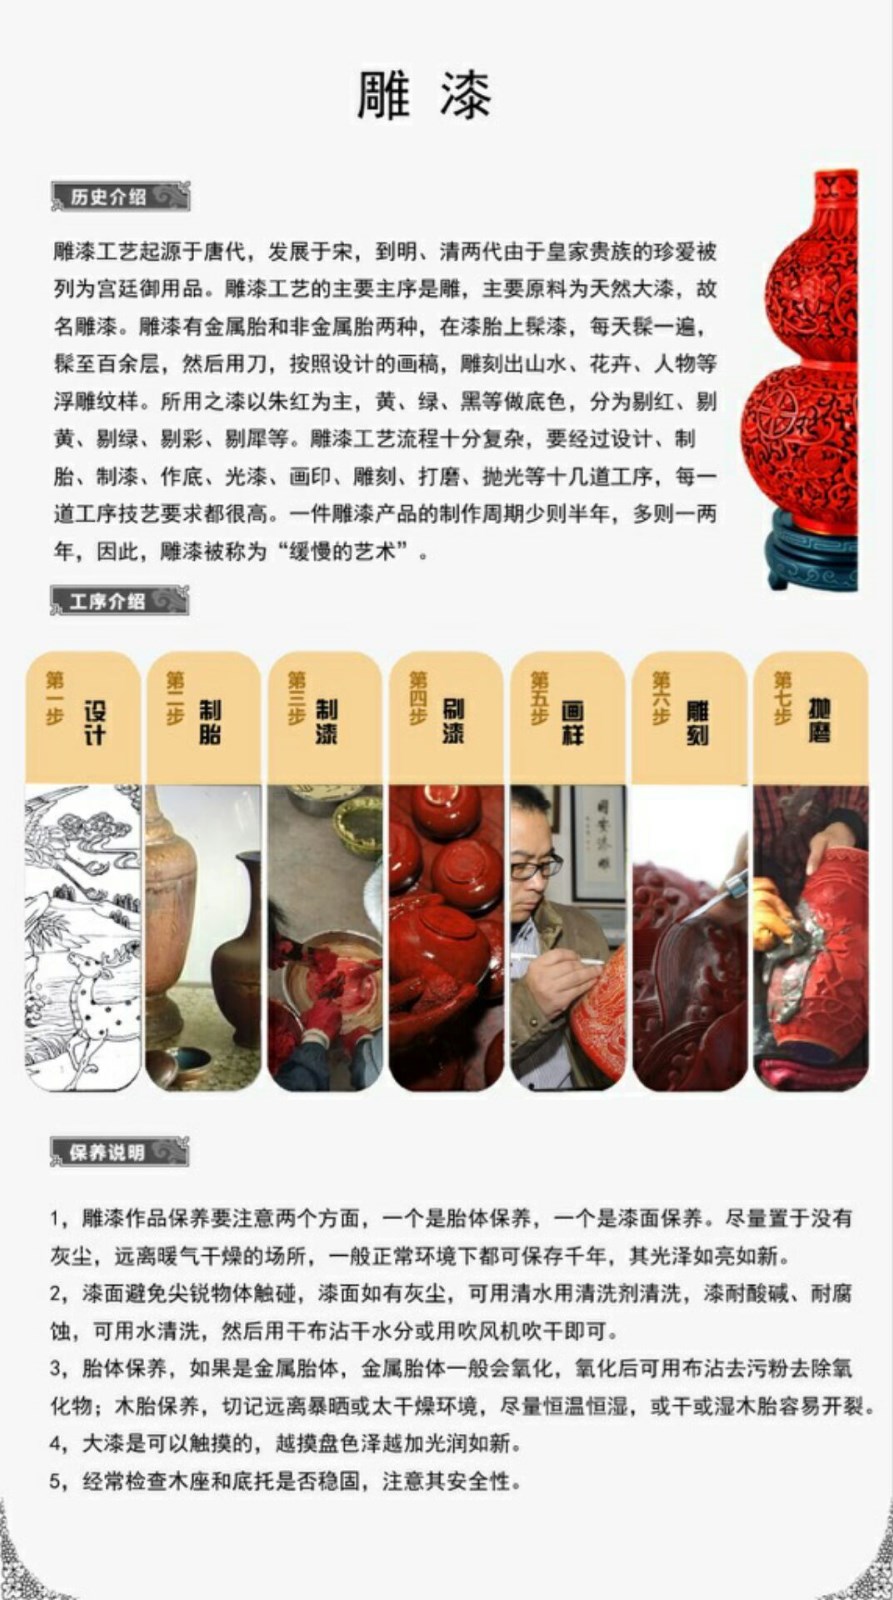 雕 漆
历史介绍
雕漆工艺起源于唐代，发展于宋，到明、清两代由于皇家贵族的珍爱被
列为宫廷御用品。雕漆工艺的主要主序是雕，主要原料为天然大漆，故
名雕漆。雕漆有金属胎和非金属胎两种，在漆胎上髹漆，每天髹一遍，
髹至百余层，然后用刀，按照设计的画稿，雕刻出山水、花卉、人物等
浮雕纹样。所用之漆以朱红为主，黄、绿、黑等做底色，分为剔红、剔
黄、剔绿、剔彩、剔犀等。雕漆工艺流程十分复杂，要经过设计、制
胎、制漆、作底、光漆、画印、雕刻、打磨、抛光等十几道工序，每一
道工序技艺要求都很高。一件雕漆产品的制作周期少则半年，多则一两
年，因此，雕漆被称为“缓慢的艺术”。
工序介绍
第一步
设计
第二步
制胎
第三步
制漆
第四步
刷漆
第五步
画样
第六步
雕刻
第七步
抛磨
保养说明
1，雕漆作品保养要注意两个方面，一个是胎体保养，一个是漆面保养。尽量置于没有
灰尘，远离暖气干燥的场所，一般正常环境下都可保存千年，其光泽如亮如新。
2，漆面避免尖锐物体触碰，漆面如有灰尘，可用清水用清洗剂清洗，漆耐酸碱、耐腐
蚀，可用水清洗，然后用干布沾干水分或用吹风机吹干即可。
3，胎体保养，如果是金属胎体，金属胎体一般会氧化，氧化后可用布沾去污粉去除氧
化物；木胎保养，切记远离暴晒或太干燥环境，尽量恒温恒湿，或干或湿木胎容易开裂。
4，大漆是可以触摸的，越摸盘色泽越加光润如新。
5，经常检查木座和底托是否稳固，注意其安全性。